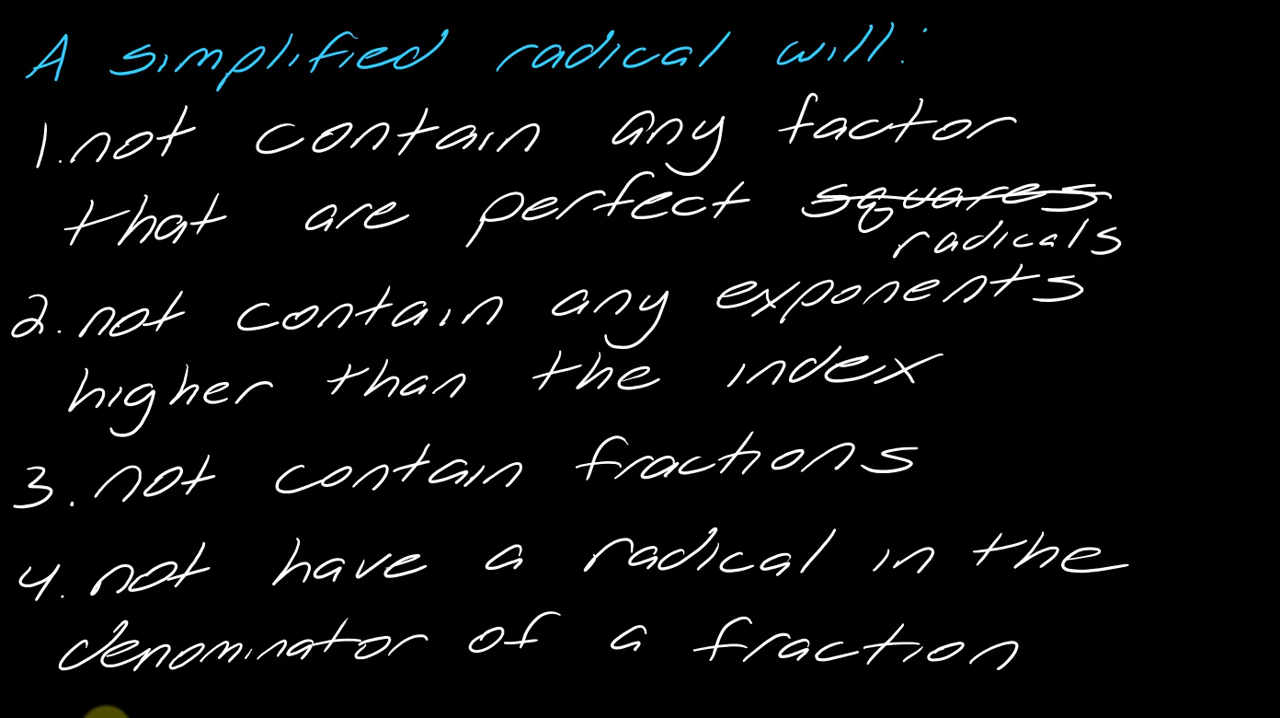 A simplified radical will:
1. not contain any factor
that are perfect squares
radicals
2. not contain any exponents
higher than the index
3. not contain fractions
4. not have a radical in the
denominator of a fraction